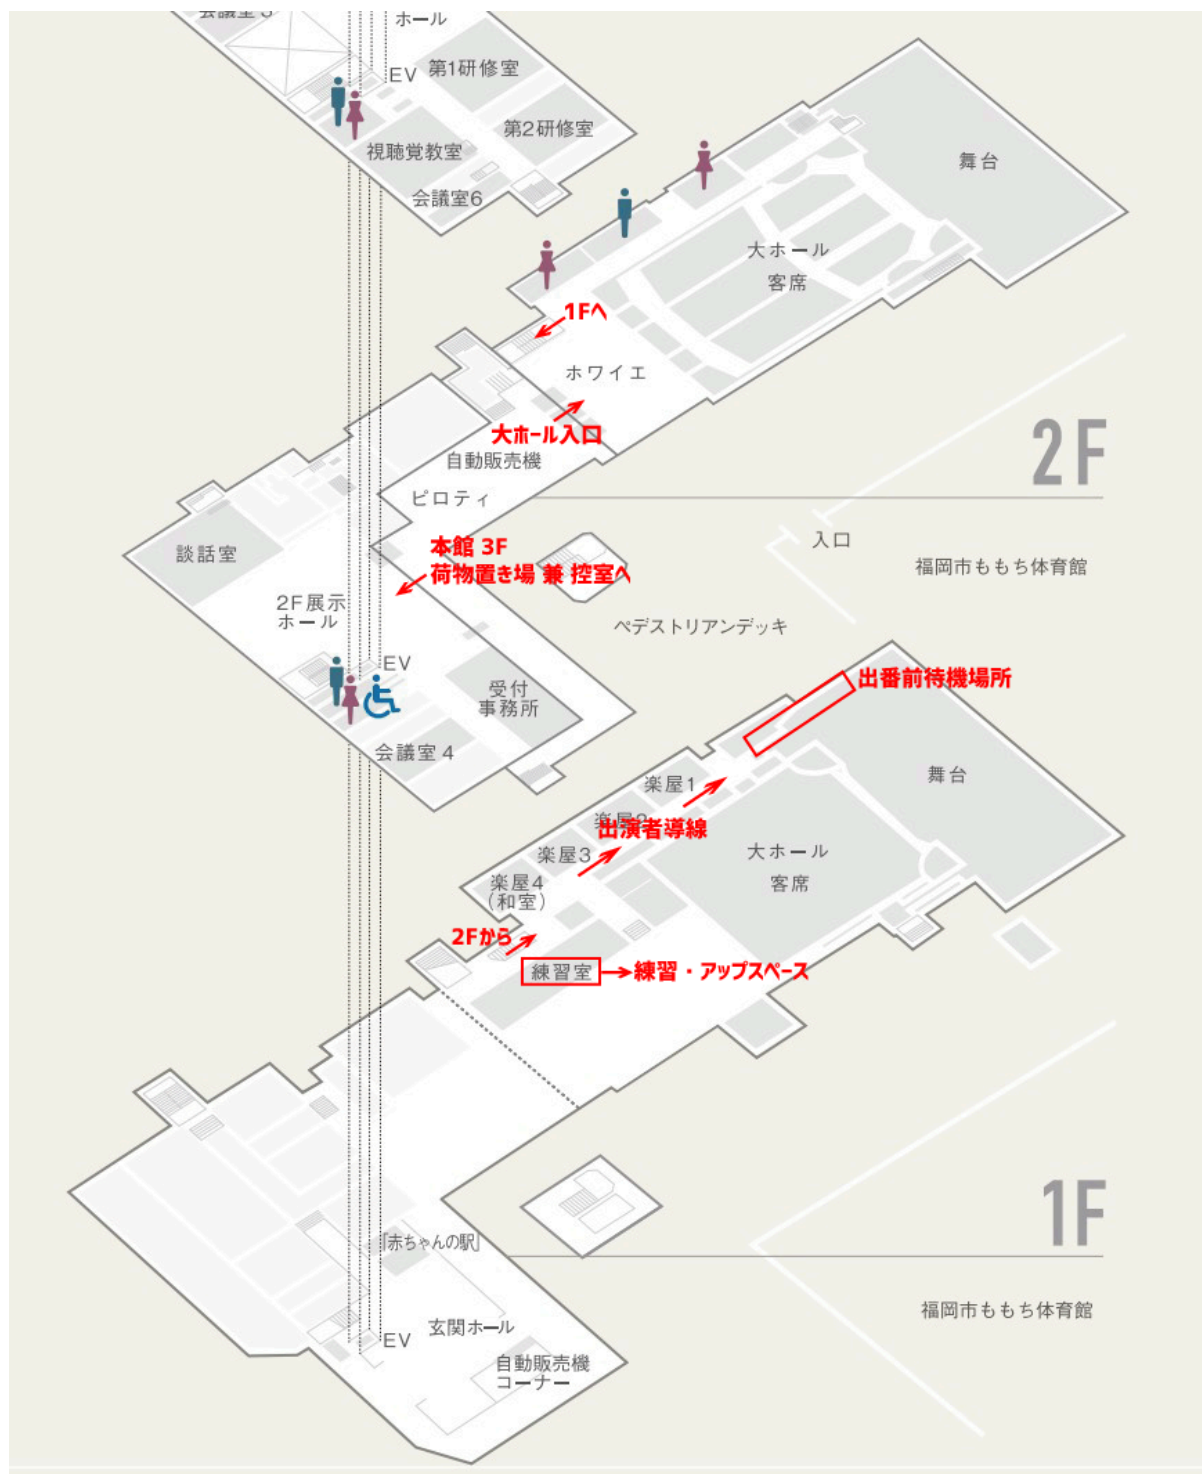 会議室5
ホール
EV
第1研修室
第2研修室
視聴覚教室
会議室6
舞台
大ホール
客席
1Fへ
ホワイエ
大ホール入口
自動販売機
ピロティ
2F
入口
福岡市ももち体育館
談話室
本館 3F
荷物置き場 兼 控室へ
2F展示
ホール
ペデストリアンデッキ
EV
受付
事務所
会議室4
出番前待機場所
楽屋1
舞台
楽屋2
出演者導線
楽屋3
大ホール
客席
楽屋4
(和室)
2Fから
練習室
練習・アップスペース
1F
「赤ちゃんの駅」
福岡市ももち体育館
玄関ホール
EV
自動販売機
コーナー